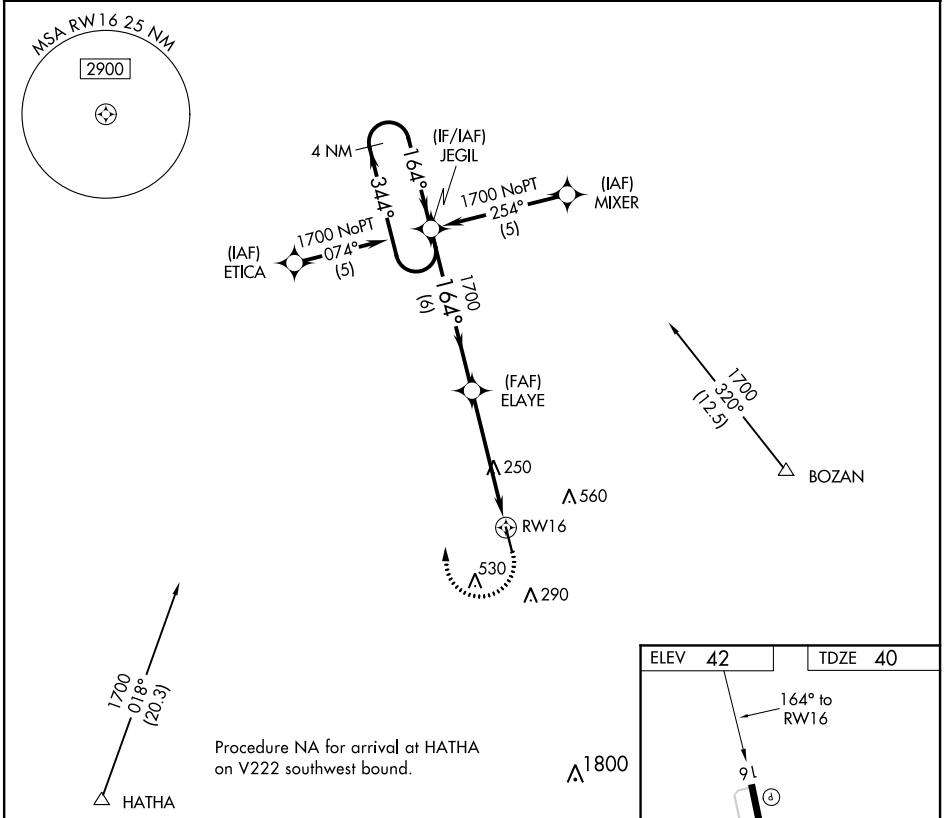 MSA RW16 25 NM
2900
4 NM
(IF/IAF)
JEGIL
164°
344°
1700 NoPT
254°
(5)
(IAF)
MIXER
(IAF)
ETICA
1700 NoPT
074°
(5)
1700
164°
(6)
(FAF)
ELAYE
1700
320°
(12.5)
BOZAN
250
560
RW16
530
290
1700
018°
(20.3)
HATHA
Procedure NA for arrival at HATHA
on V222 southwest bound.
1800
ELEV 42
TDZE 40
164° to
RW16
16
P